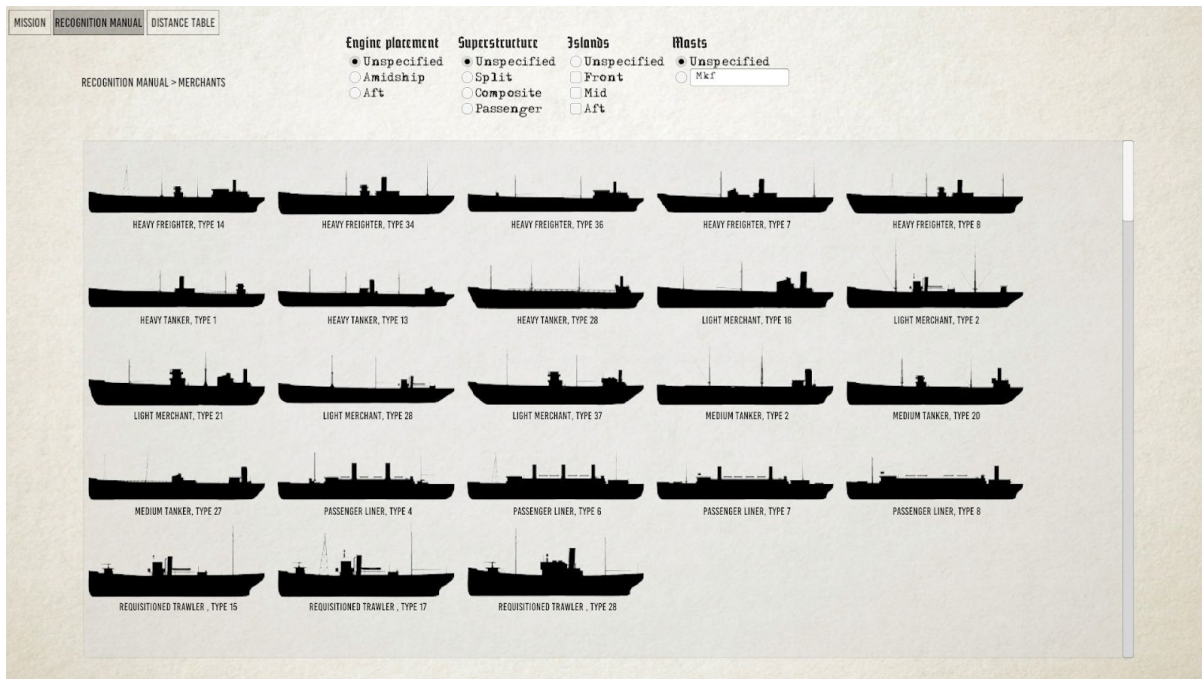 MISSION RECOGNITION MANUAL DISTANCE TABLE
Engine placement Superstructure Islands Masts
Unspecified Unspecified Unspecified Unspecified
Amidship Split Front Mkf
Aft Composite Mid
Passenger Aft
RECOGNITION MANUAL > MERCHANTS
HEAVY FREIGHTER, TYPE 14 HEAVY FREIGHTER, TYPE 34 HEAVY FREIGHTER, TYPE 36 HEAVY FREIGHTER, TYPE 7 HEAVY FREIGHTER, TYPE 8
HEAVY TANKER, TYPE 1 HEAVY TANKER, TYPE 13 HEAVY TANKER, TYPE 28 LIGHT MERCHANT, TYPE 16 LIGHT MERCHANT, TYPE 2
LIGHT MERCHANT, TYPE 21 LIGHT MERCHANT, TYPE 28 LIGHT MERCHANT, TYPE 37 MEDIUM TANKER, TYPE 2 MEDIUM TANKER, TYPE 20
MEDIUM TANKER, TYPE 27 PASSENGER LINER, TYPE 4 PASSENGER LINER, TYPE 6 PASSENGER LINER, TYPE 7 PASSENGER LINER, TYPE 8
REQUISITIONED TRAWLER , TYPE 15 REQUISITIONED TRAWLER , TYPE 17 REQUISITIONED TRAWLER , TYPE 28